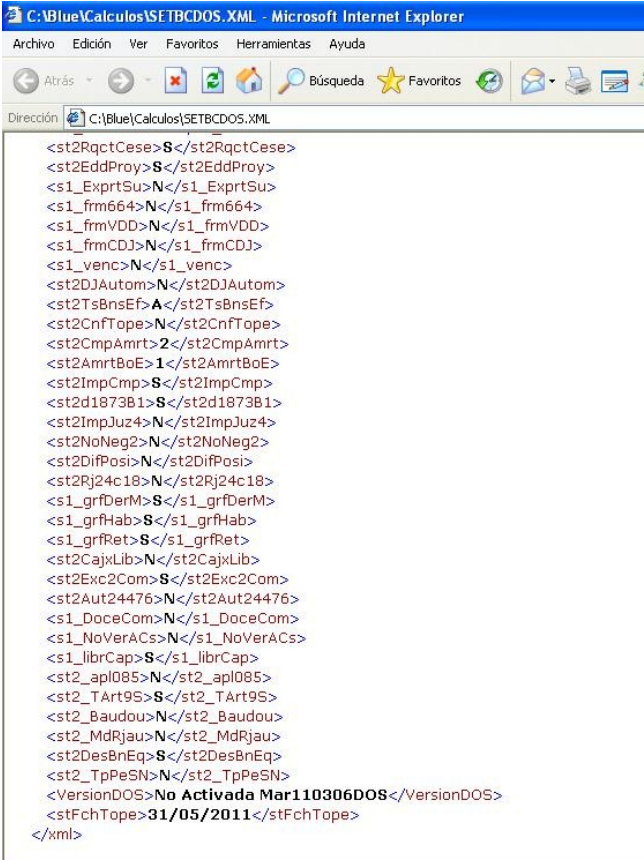 C:\Blue\Calculos\SETBCDOS.XML - Microsoft Internet Explorer
Archivo Edición Ver Favoritos Herramientas Ayuda
Atrás Búsqueda Favoritos
Dirección C:\Blue\Calculos\SETBCDOS.XML
<st2RqctCese>S</st2RqctCese>
<st2EddProy>S</st2EddProy>
<s1_ExprtSu>N</s1_ExprtSu>
<s1_frm664>N</s1_frm664>
<s1_frmVDD>N</s1_frmVDD>
<s1_frmCDJ>N</s1_frmCDJ>
<s1_venc>N</s1_venc>
<st2DJAutom>N</st2DJAutom>
<st2TsBnsEf>A</st2TsBnsEf>
<st2CnfTope>N</st2CnfTope>
<st2CmpAmrt>2</st2CmpAmrt>
<st2AmrtBoE>1</st2AmrtBoE>
<st2ImpCmp>S</st2ImpCmp>
<st2d1873B1>S</st2d1873B1>
<st2ImpJuz4>N</st2ImpJuz4>
<st2NoNeg2>N</st2NoNeg2>
<st2DifPosi>N</st2DifPosi>
<st2Rj24c18>N</st2Rj24c18>
<s1_grfDerM>S</s1_grfDerM>
<s1_grfHab>S</s1_grfHab>
<s1_grfRet>S</s1_grfRet>
<st2CajxLib>N</st2CajxLib>
<st2Exc2Com>S</st2Exc2Com>
<st2Aut24476>N</st2Aut24476>
<s1_DoceCom>N</s1_DoceCom>
<s1_NoVerACs>N</s1_NoVerACs>
<s1_librCap>S</s1_librCap>
<st2_apl085>N</st2_apl085>
<st2_TArt9S>S</st2_TArt9S>
<st2_Baudou>N</st2_Baudou>
<st2_MdRjau>N</st2_MdRjau>
<st2DesBnEq>S</st2DesBnEq>
<st2_TpPeSN>N</st2_TpPeSN>
<VersionDOS>No Activada Mar110306DOS</VersionDOS>
<stFchTope>31/05/2011</stFchTope>
</xml>